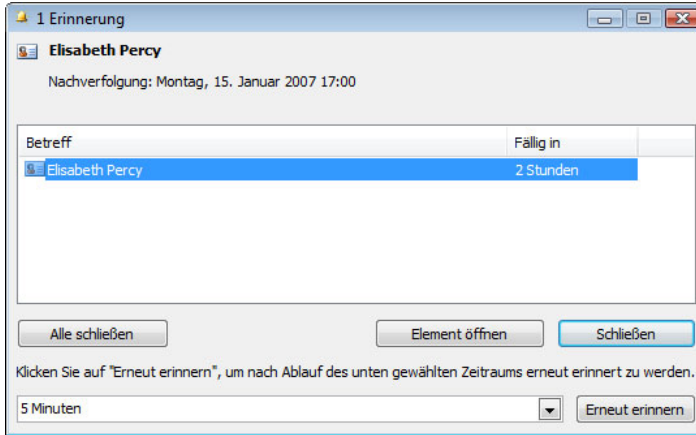 1 Erinnerung
Elisabeth Percy
Nachverfolgung: Montag, 15. Januar 2007 17:00
Betreff Fällig in
Elisabeth Percy 2 Stunden
Alle schließen Element öffnen Schließen
Klicken Sie auf "Erneut erinnern", um nach Ablauf des unten gewählten Zeitraums erneut erinnert zu werden.
5 Minuten Erneut erinnern